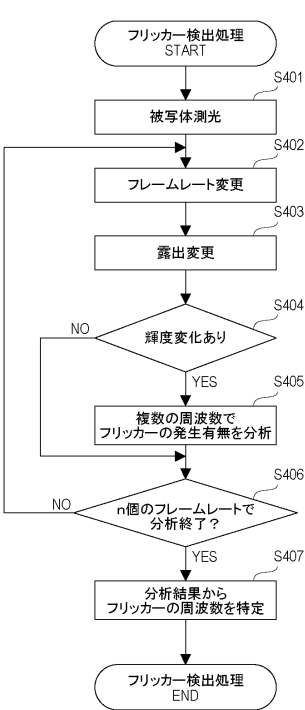 フリッカー検出処理
START
S401
被写体測光
S402
フレームレート変更
S403
露出変更
S404
輝度変化あり
NO
YES
S405
複数の周波数で
フリッカーの発生有無を分析
S406
n個のフレームレートで
分析終了?
NO
YES
S407
分析結果から
フリッカーの周波数を特定
フリッカー検出処理
END